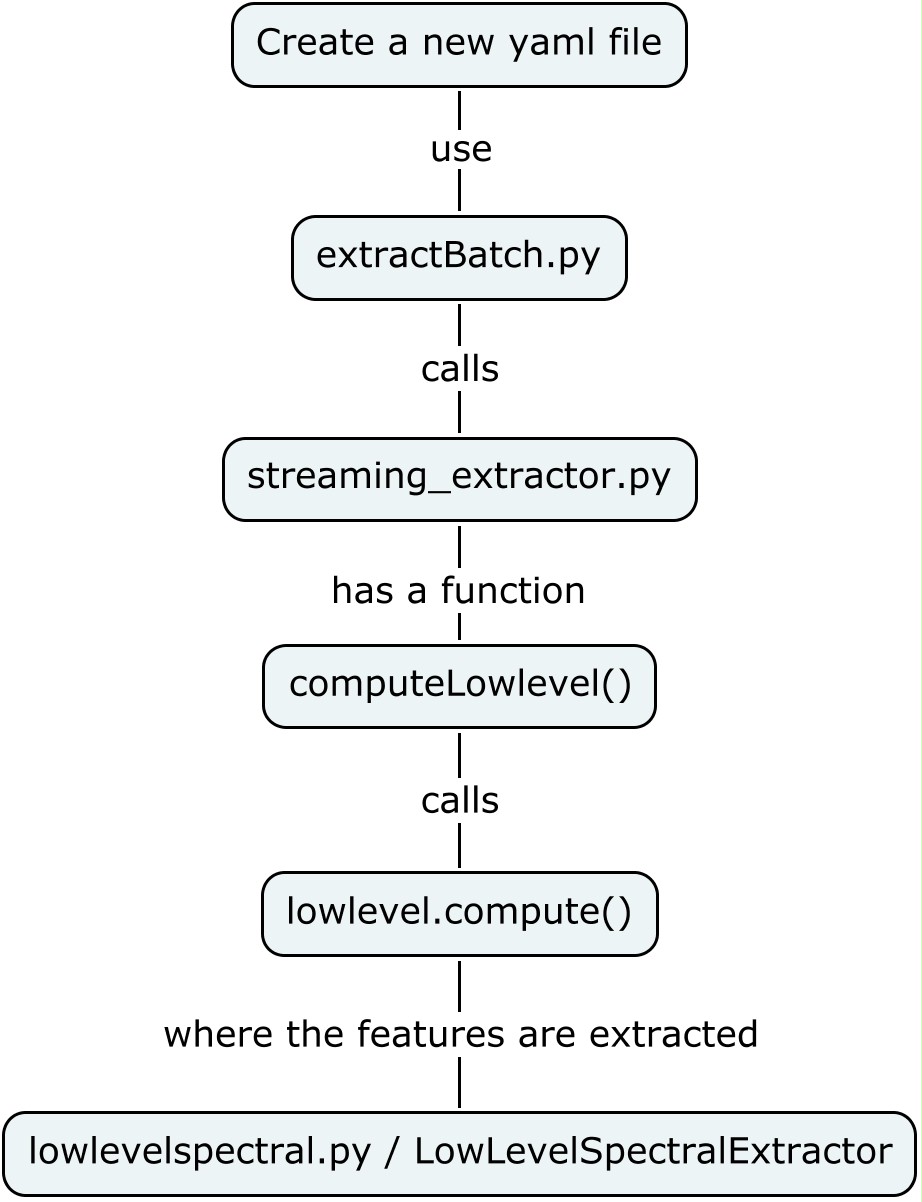 Create a new yaml file
use
extractBatch.py
calls
streaming_extractor.py
has a function
computeLowlevel()
calls
lowlevel.compute()
where the features are extracted
lowlevelspectral.py / LowLevelSpectralExtractor